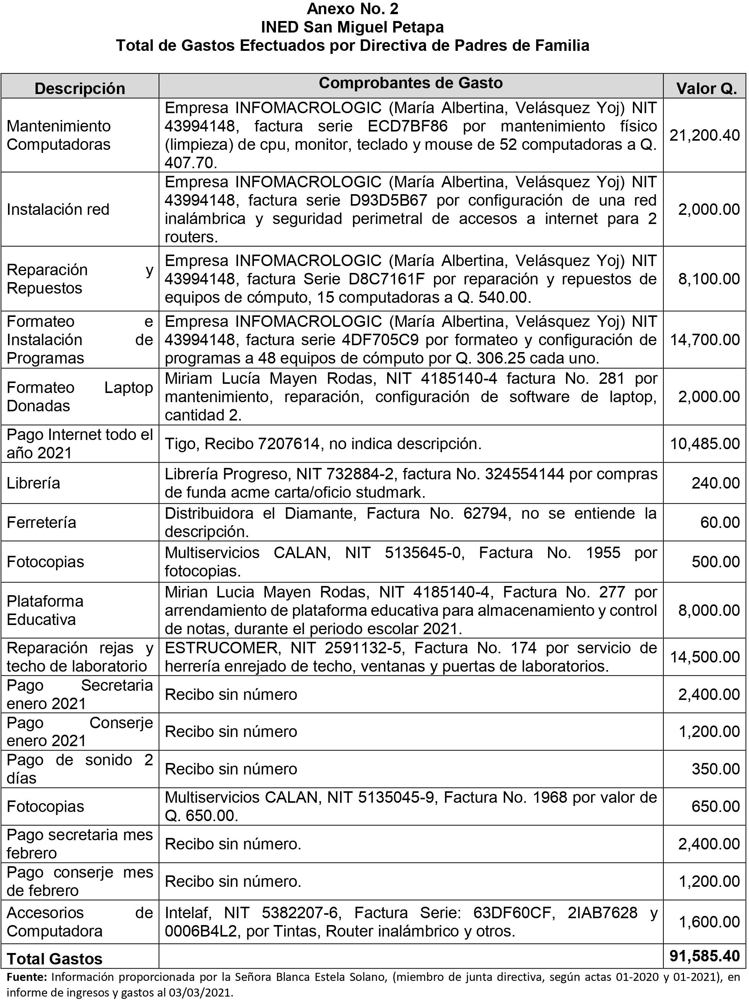 Anexo No. 2
INED San Miguel Petapa
Total de Gastos Efectuados por Directiva de Padres de Familia
Descripción
Comprobantes de Gasto
Valor Q.
Mantenimiento
Computadoras
Empresa INFOMACROLOGIC (María Albertina, Velásquez Yoj) NIT
43994148, factura serie ECD7BF86 por mantenimiento físico
(limpieza) de cpu, monitor, teclado y mouse de 52 computadoras a Q.
407.70.
21,200.40
Instalación red
Empresa INFOMACROLOGIC (María Albertina, Velásquez Yoj) NIT
43994148, factura serie D93D5B67 por configuración de una red
inalámbrica y seguridad perimetral de accesos a internet para 2
routers.
2,000.00
Reparación y
Repuestos
Empresa INFOMACROLOGIC (María Albertina, Velásquez Yoj) NIT
43994148, factura Serie D8C7161F por reparación y repuestos de
equipos de cómputo, 15 computadoras a Q. 540.00.
8,100.00
Formateo e
Instalación de
Programas
Empresa INFOMACROLOGIC (María Albertina, Velásquez Yoj) NIT
43994148, factura serie 4DF705C9 por formateo y configuración de
programas a 48 equipos de cómputo por Q. 306.25 cada uno.
14,700.00
Formateo Laptop
Donadas
Miriam Lucía Mayen Rodas, NIT 4185140-4 factura No. 281 por
mantenimiento, reparación, configuración de software de laptop,
cantidad 2.
2,000.00
Pago Internet todo el
año 2021
Tigo, Recibo 7207614, no indica descripción.
10,485.00
Librería
Librería Progreso, NIT 732884-2, factura No. 324554144 por compras
de funda acme carta/oficio studmark.
240.00
Ferretería
Distribuidora el Diamante, Factura No. 62794, no se entiende la
descripción.
60.00
Fotocopias
Multiservicios CALAN, NIT 5135645-0, Factura No. 1955 por
fotocopias.
500.00
Plataforma
Educativa
Mirian Lucia Mayen Rodas, NIT 4185140-4, Factura No. 277 por
arrendamiento de plataforma educativa para almacenamiento y control
de notas, durante el periodo escolar 2021.
8,000.00
Reparación rejas y
techo de laboratorio
ESTRUCOMER, NIT 2591132-5, Factura No. 174 por servicio de
herrería enrejado de techo, ventanas y puertas de laboratorios.
14,500.00
Pago Secretaria
enero 2021
Recibo sin número
2,400.00
Pago Conserje
enero 2021
Recibo sin número
1,200.00
Pago de sonido 2
días
Recibo sin número
350.00
Fotocopias
Multiservicios CALAN, NIT 5135045-9, Factura No. 1968 por valor de
Q. 650.00.
650.00
Pago secretaria mes
febrero
Recibo sin número.
2,400.00
Pago conserje mes
de febrero
Recibo sin número.
1,200.00
Accesorios de
Computadora
Intelaf, NIT 5382207-6, Factura Serie: 63DF60CF, 2IAB7628 y
0006B4L2, por Tintas, Router inalámbrico y otros.
1,600.00
Total Gastos
91,585.40
Fuente: Información proporcionada por la Señora Blanca Estela Solano, (miembro de junta directiva, según actas 01-2020 y 01-2021), en
informe de ingresos y gastos al 03/03/2021.